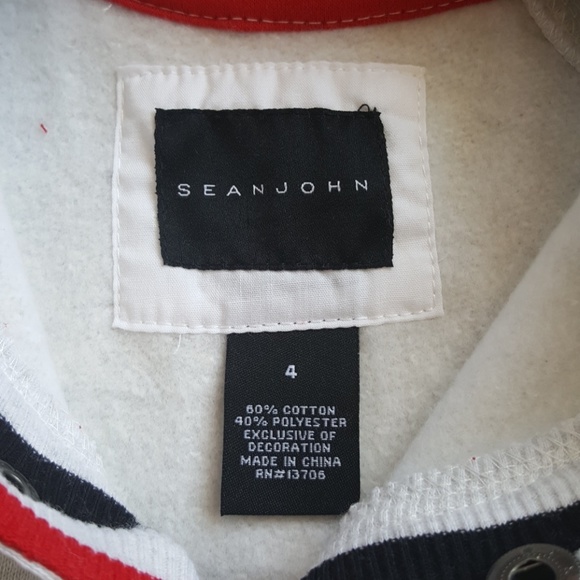 SEANJOHN
4
60% COTTON
40% POLYESTER
EXCLUSIVE OF
DECORATION
MADE IN CHINA
RN#13706